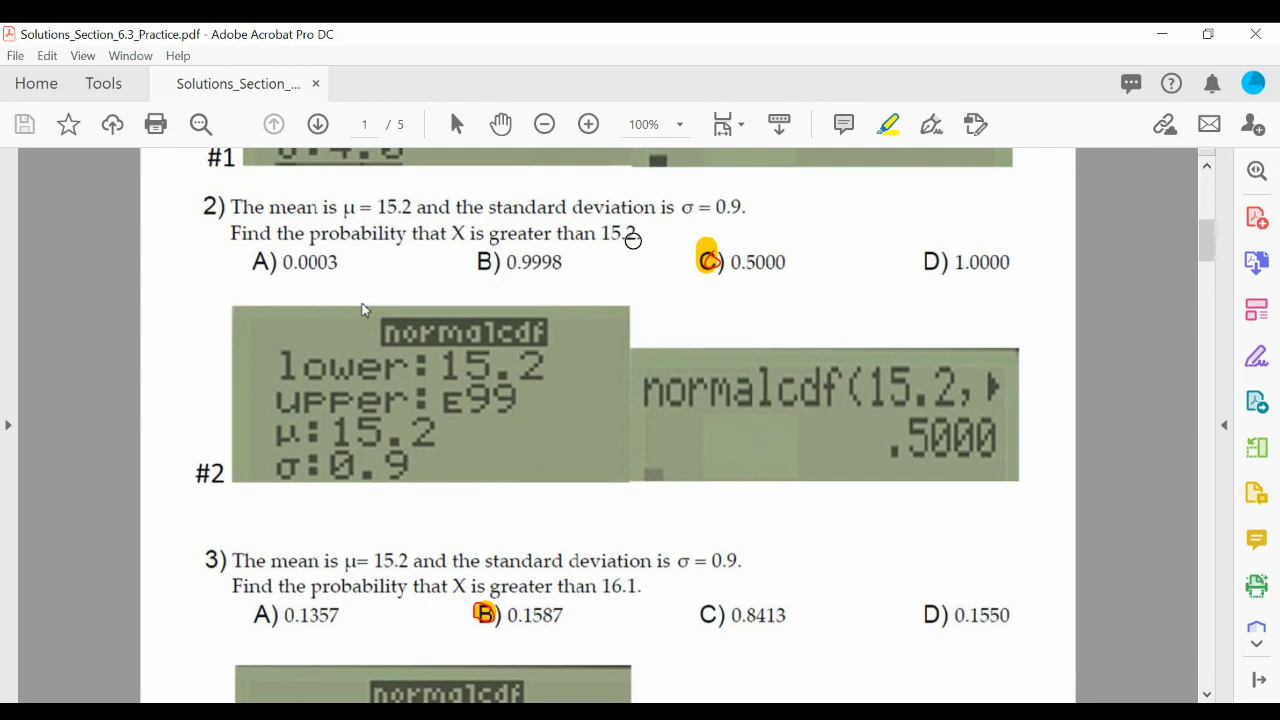 Solutions_Section_6.3_Practice.pdf - Adobe Acrobat Pro DC
File Edit View Window Help
Home Tools Solutions_Section_... ×
1 / 5 100%
#1
2) The mean is μ = 15.2 and the standard deviation is σ = 0.9.
Find the probability that X is greater than 15.2.
A) 0.0003 B) 0.9998 C) 0.5000 D) 1.0000
normalcdf
lower:15.2
upper:ᴇ99
μ:15.2
σ:0.9
normalcdf(15.2,
.5000
#2
3) The mean is μ= 15.2 and the standard deviation is σ = 0.9.
Find the probability that X is greater than 16.1.
A) 0.1357 B) 0.1587 C) 0.8413 D) 0.1550
normalcdf